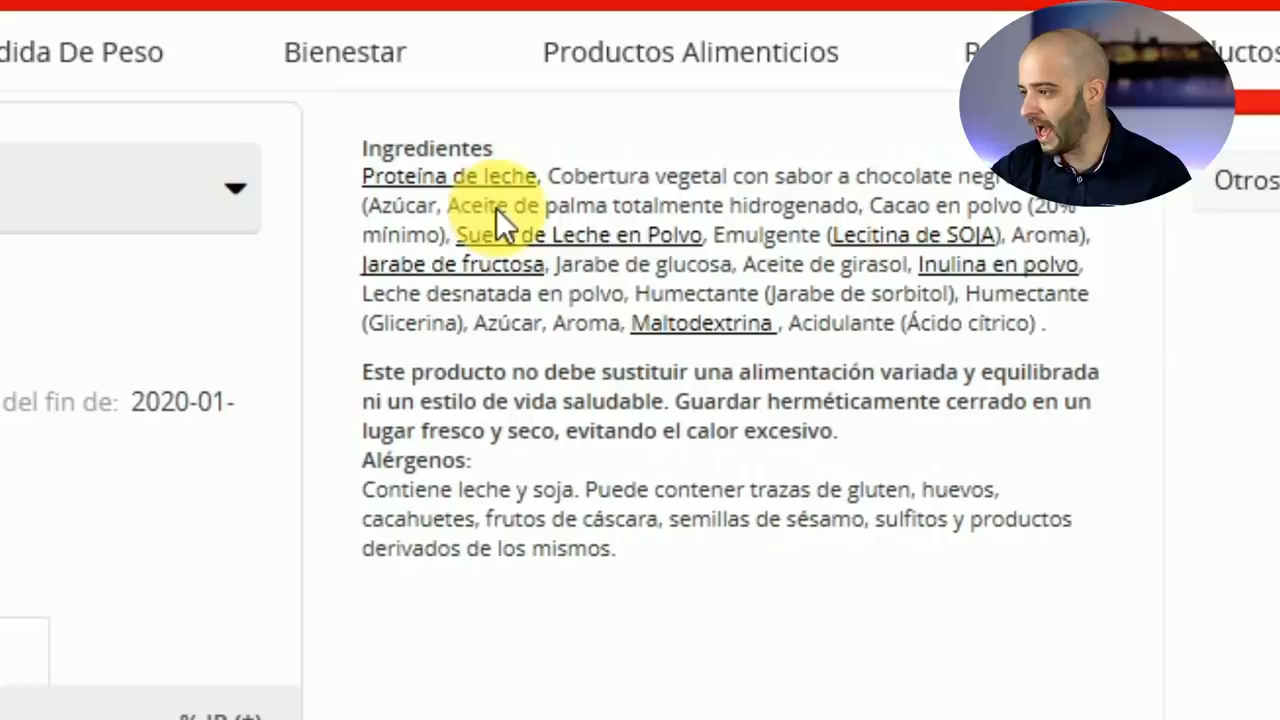 dida De Peso
Bienestar
Productos Alimenticios
Otros
Ingredientes
Proteína de leche, Cobertura vegetal con sabor a chocolate
(Azúcar, Aceite de palma totalmente hidrogenado, Cacao en polvo (20%
mínimo), Suero de Leche en Polvo, Emulgente (Lecitina de SOJA), Aroma),
Jarabe de fructosa, Jarabe de glucosa, Aceite de girasol, Inulina en polvo,
Leche desnatada en polvo, Humectante (Jarabe de sorbitol), Humectante
(Glicerina), Azúcar, Aroma, Maltodextrina , Acidulante (Ácido cítrico) .
Este producto no debe sustituir una alimentación variada y equilibrada
ni un estilo de vida saludable. Guardar herméticamente cerrado en un
lugar fresco y seco, evitando el calor excesivo.
Alérgenos:
Contiene leche y soja. Puede contener trazas de gluten, huevos,
cacahuetes, frutos de cáscara, semillas de sésamo, sulfitos y productos
derivados de los mismos.
del fin de: 2020-01-